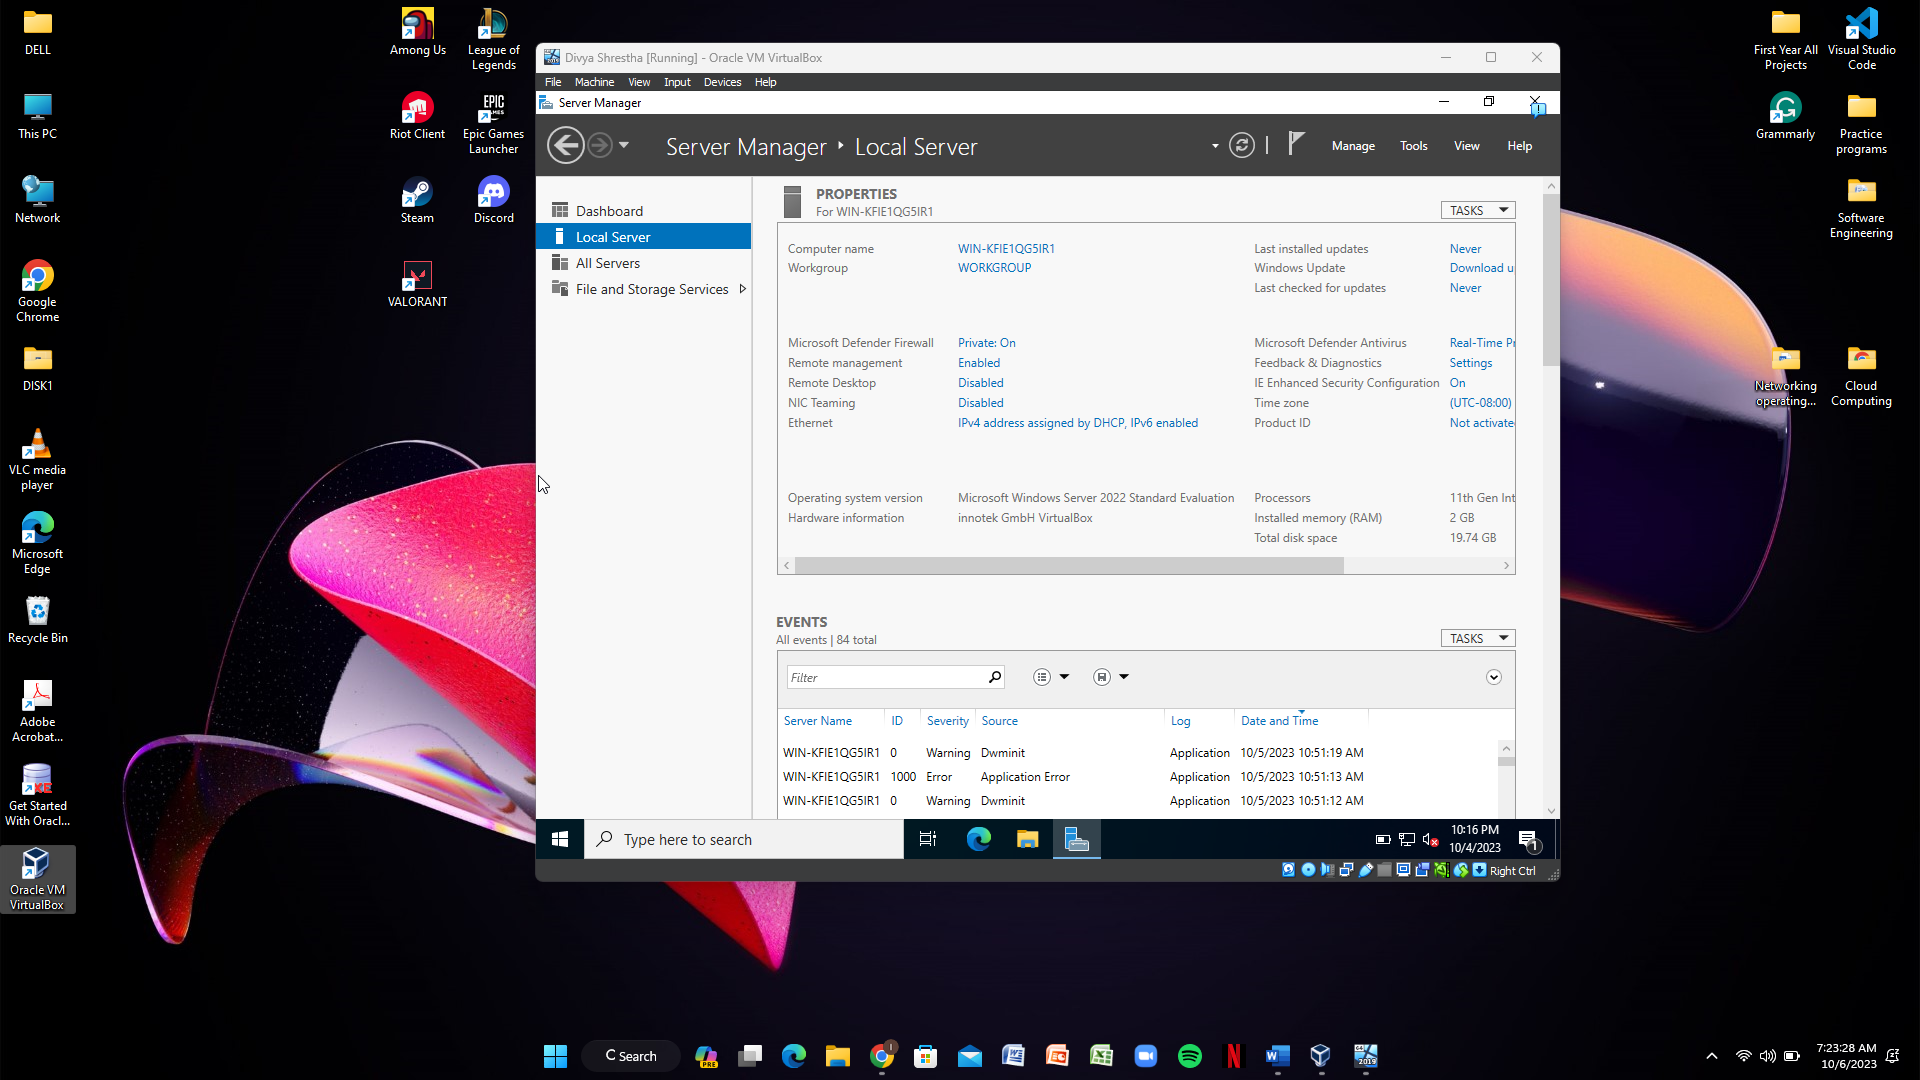 DELL
This PC
Network
Google
Chrome
DISK1
VLC media
player
Microsoft
Edge
Recycle Bin
Adobe
Acrobat...
Get Started
With Oracl...
Oracle VM
VirtualBox
Among Us
League of
Legends
Riot Client
EPIC
GAMES
Epic Games
Launcher
Steam
Discord
VALORANT
First Year All
Projects
Visual Studio
Code
Grammarly
Practice
programs
Software
Engineering
Networking
operating...
Cloud
Computing
Divya Shrestha [Running] - Oracle VM VirtualBox
File Machine View Input Devices Help
Server Manager
Server Manager ‣ Local Server
Manage Tools View Help
Dashboard
Local Server
All Servers
File and Storage Services
PROPERTIES
For WIN-KFIE1QG5IR1
TASKS
Computer name WIN-KFIE1QG5IR1 Last installed updates Never
Workgroup WORKGROUP Windows Update Download u
Last checked for updates Never
Microsoft Defender Firewall Private: On Microsoft Defender Antivirus Real-Time Pr
Remote management Enabled Feedback & Diagnostics Settings
Remote Desktop Disabled IE Enhanced Security Configuration On
NIC Teaming Disabled Time zone (UTC-08:00)
Ethernet IPv4 address assigned by DHCP, IPv6 enabled Product ID Not activate
Operating system version Microsoft Windows Server 2022 Standard Evaluation Processors 11th Gen Int
Hardware information innotek GmbH VirtualBox Installed memory (RAM) 2 GB
Total disk space 19.74 GB
EVENTS
All events | 84 total
TASKS
Filter
Server Name ID Severity Source Log Date and Time
WIN-KFIE1QG5IR1 0 Warning Dwminit Application 10/5/2023 10:51:19 AM
WIN-KFIE1QG5IR1 1000 Error Application Error Application 10/5/2023 10:51:13 AM
WIN-KFIE1QG5IR1 0 Warning Dwminit Application 10/5/2023 10:51:12 AM
Type here to search
10:16 PM
10/4/2023
1
Right Ctrl
Search
PRE
2019
7:23:28 AM
10/6/2023